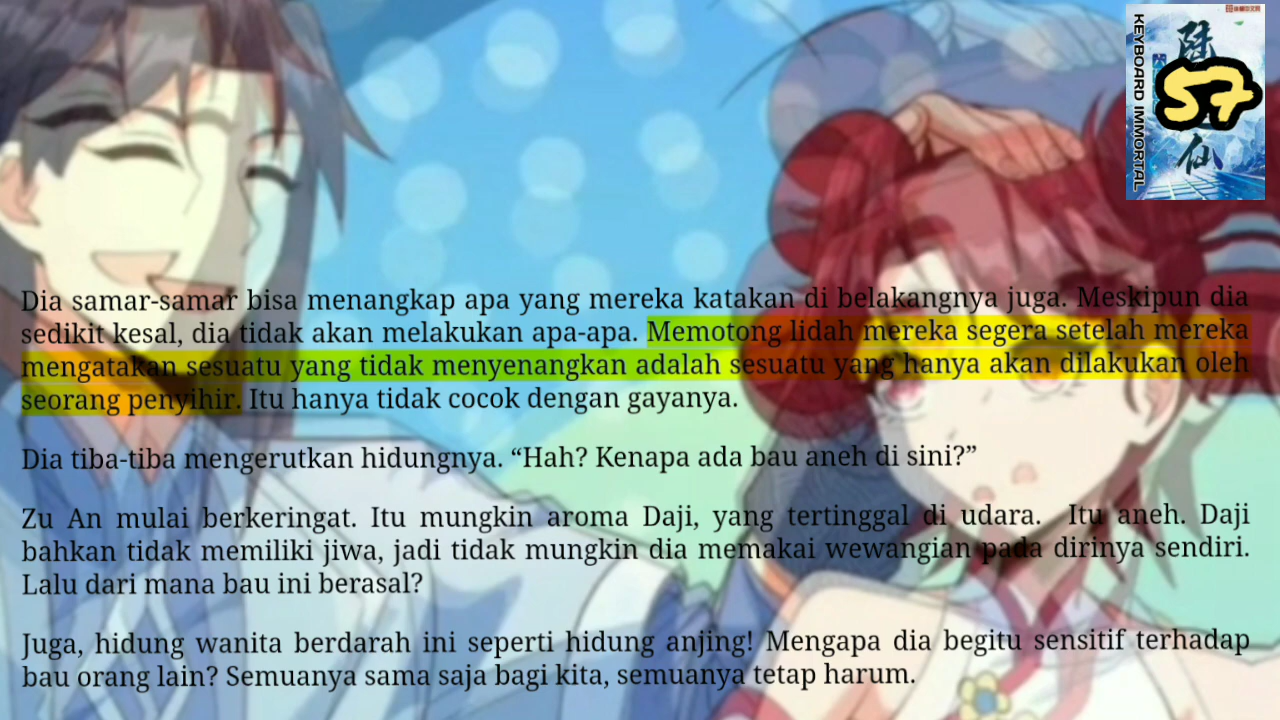 KEYBOARD IMMORTAL
陆
仙
57
Dia samar-samar bisa menangkap apa yang mereka katakan di belakangnya juga. Meskipun dia
sedikit kesal, dia tidak akan melakukan apa-apa. Memotong lidah mereka segera setelah mereka
mengatakan sesuatu yang tidak menyenangkan adalah sesuatu yang hanya akan dilakukan oleh
seorang penyihir. Itu hanya tidak cocok dengan gayanya.
Dia tiba-tiba mengerutkan hidungnya. “Hah? Kenapa ada bau aneh di sini?”
Zu An mulai berkeringat. Itu mungkin aroma Daji, yang tertinggal di udara. Itu aneh. Daji
bahkan tidak memiliki jiwa, jadi tidak mungkin dia memakai wewangian pada dirinya sendiri.
Lalu dari mana bau ini berasal?
Juga, hidung wanita berdarah ini seperti hidung anjing! Mengapa dia begitu sensitif terhadap
bau orang lain? Semuanya sama saja bagi kita, semuanya tetap harum.